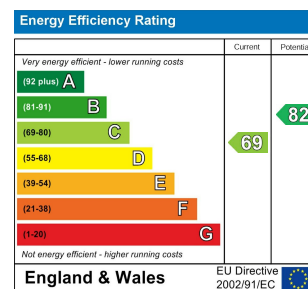 Energy Efficiency Rating
Current
Potentia
Very energy efficient - lower running costs
(92 plus) A
(81-91) B
(69-80) C
(55-68) D
(39-54) E
(21-38) F
(1-20) G
69
82
Not energy efficient - higher running costs
England & Wales
EU Directive
2002/91/EC